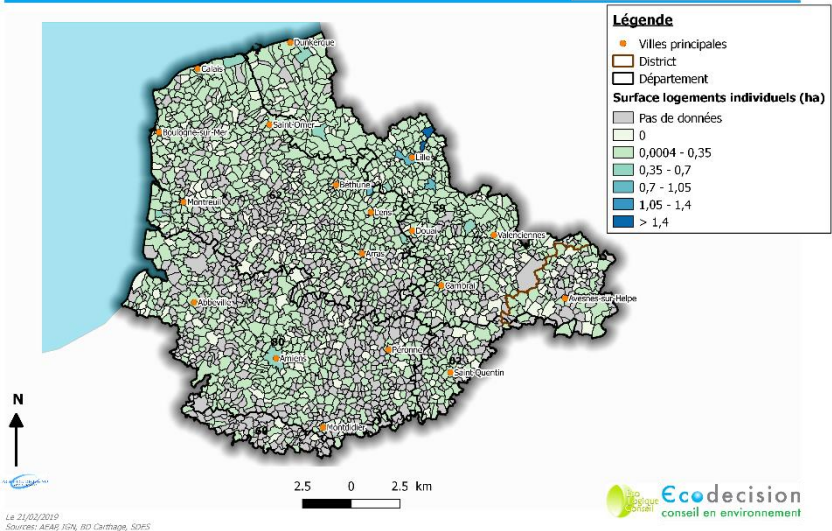 Légende
Villes principales
District
Département
Surface logements individuels (ha)
Pas de données
0
0,0004 - 0,35
0,35 - 0,7
0,7 - 1,05
1,05 - 1,4
> 1,4
Dunkerque
Calais
Saint-Omer
Boulogne-sur-Mer
Lille
Béthune
62
Montreuil
Lens
59
Douai
Valenciennes
Arras
Cambrai
Avesnes-sur-Helpe
Abbeville
80
Amiens
Péronne
02
Saint-Quentin
60
Montdidier
N
2.5 0 2.5 km
Le 21/02/2019
Sources: AEAP, IGN, BD Carthage, SOES
Ecodecision
conseil en environnement